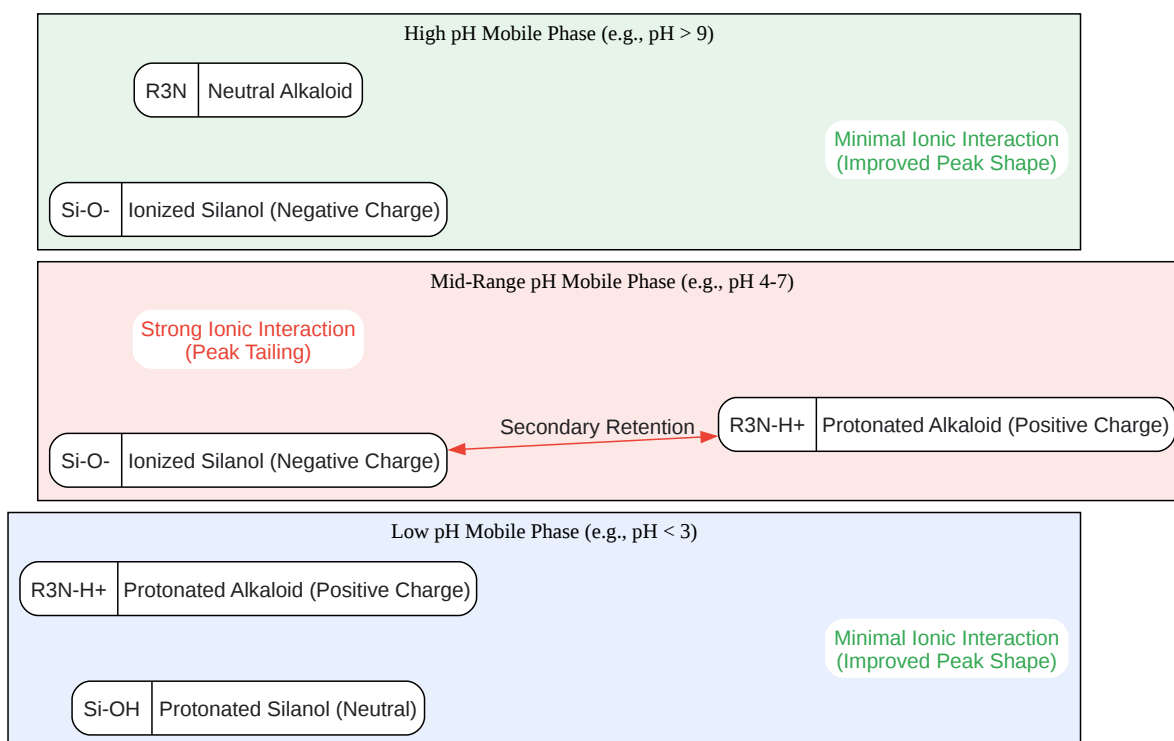 High pH Mobile Phase (e.g., pH > 9)
R3N Neutral Alkaloid
Minimal Ionic Interaction
(Improved Peak Shape)
Si-O- Ionized Silanol (Negative Charge)
Mid-Range pH Mobile Phase (e.g., pH 4-7)
Strong Ionic Interaction
(Peak Tailing)
Secondary Retention
R3N-H+ Protonated Alkaloid (Positive Charge)
Si-O- Ionized Silanol (Negative Charge)
Low pH Mobile Phase (e.g., pH < 3)
R3N-H+ Protonated Alkaloid (Positive Charge)
Minimal Ionic Interaction
(Improved Peak Shape)
Si-OH Protonated Silanol (Neutral)